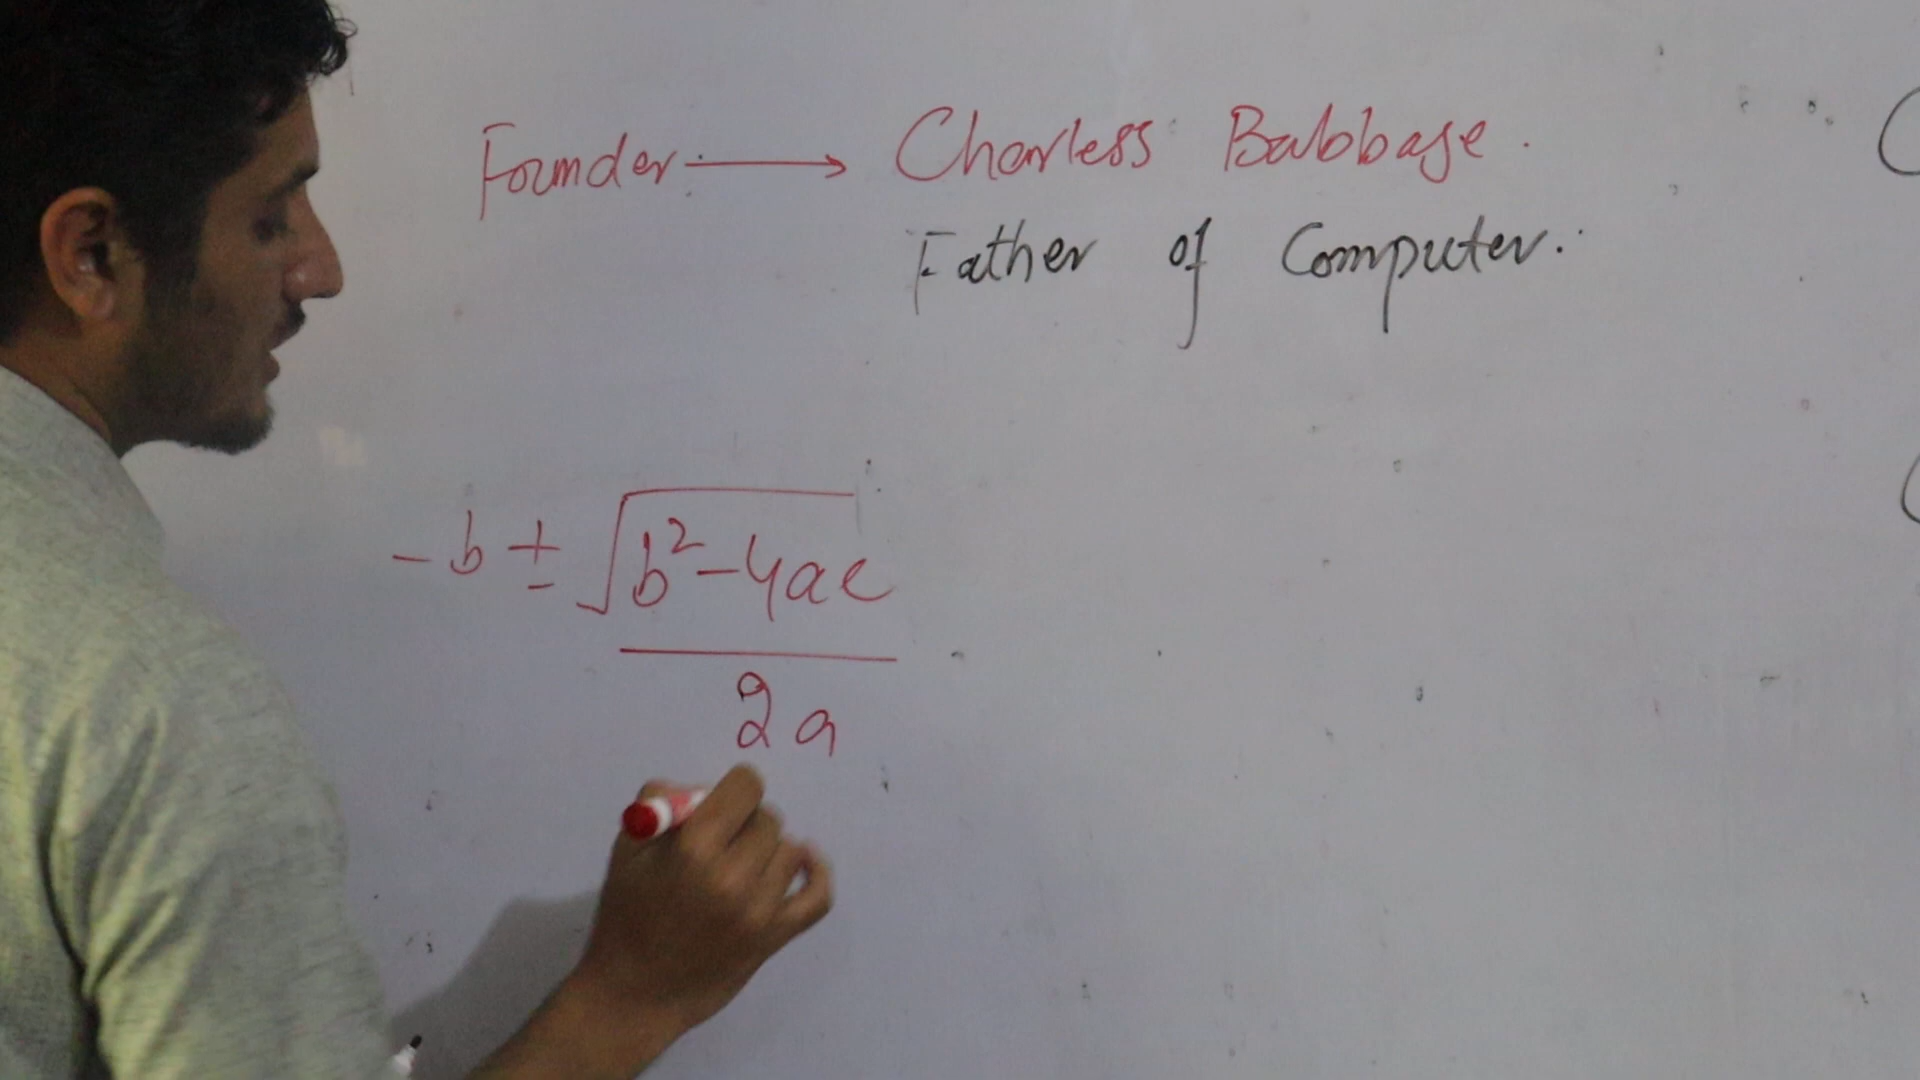 Founder → Charless Babbage.
Father of Computer.
-b ± √b²-4ac
2a